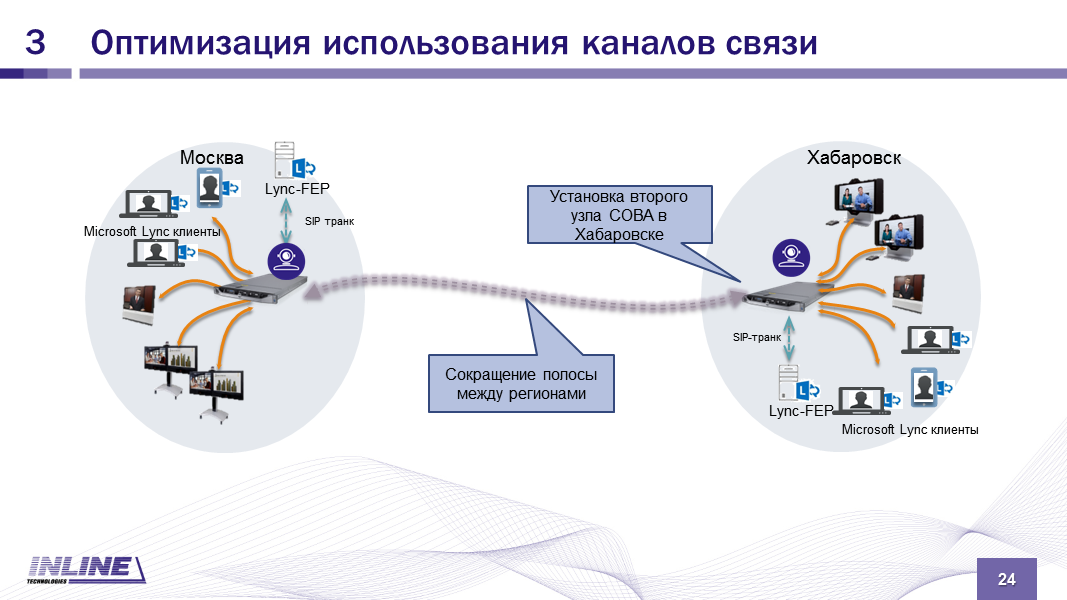 3 Оптимизация использования каналов связи
Москва
Lync-FEP
SIP транк
Microsoft Lync клиенты
Установка второго
узла СОВА в
Хабаровске
Сокращение полосы
между регионами
Хабаровск
SIP-транк
Lync-FEP
Microsoft Lync клиенты
INLINE
TECHNOLOGIES
24